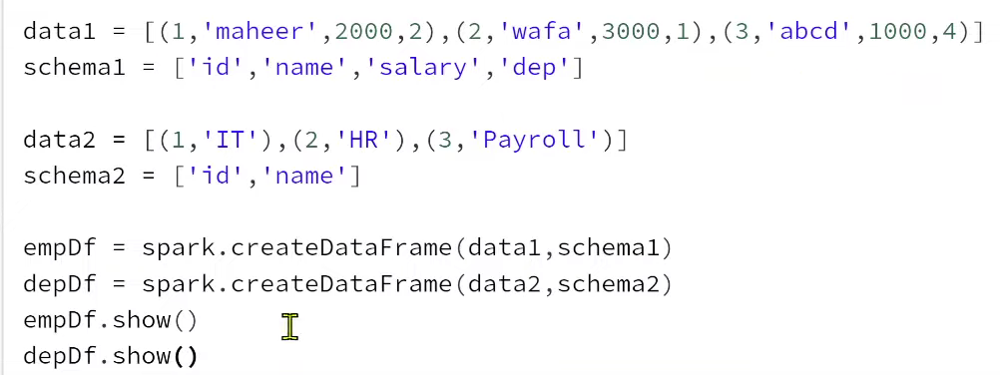 data1 = [(1,'maheer',2000,2),(2,'wafa',3000,1),(3,'abcd',1000,4)]
schema1 = ['id','name','salary','dep']
data2 = [(1,'IT'),(2,'HR'),(3,'Payroll')]
schema2 = ['id','name']
empDf = spark.createDataFrame(data1,schema1)
depDf = spark.createDataFrame(data2,schema2)
empDf.show()
depDf.show()